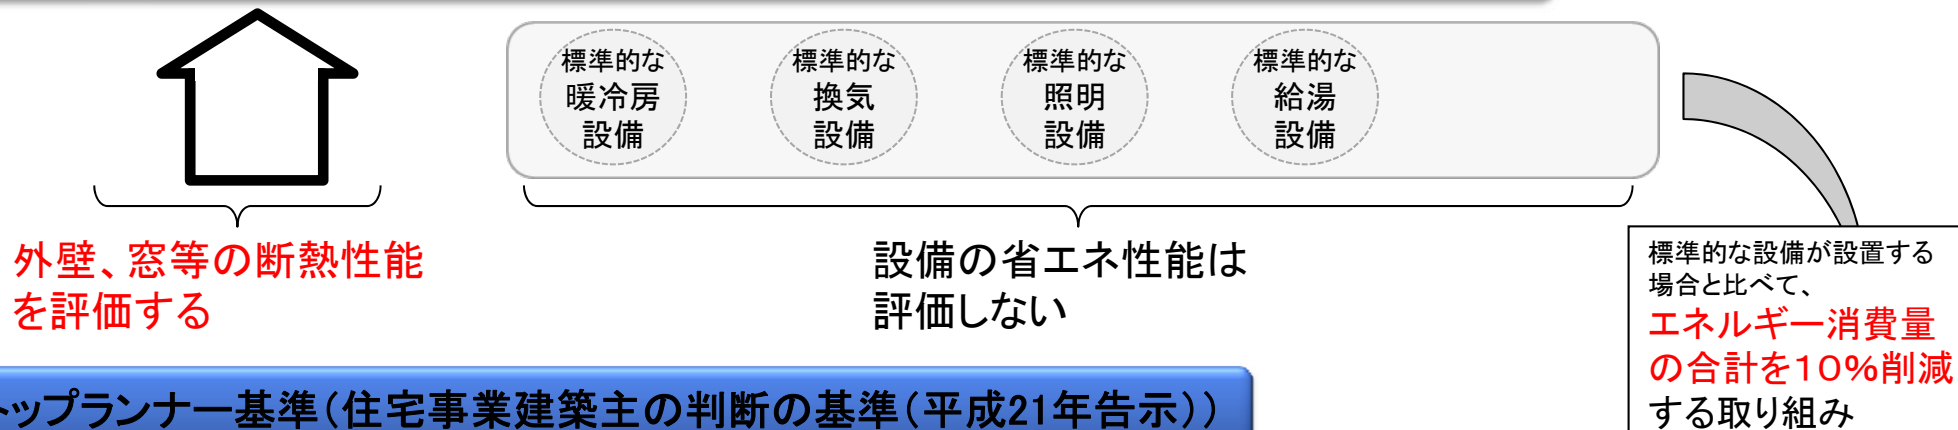 標準的な
暖冷房
設備
標準的な
換気
設備
標準的な
照明
設備
標準的な
給湯
設備
外壁、窓等の断熱性能
を評価する
設備の省エネ性能は
評価しない
標準的な設備が設置する
場合と比べて、
エネルギー消費量
の合計を10%削減
する取り組み
ップランナー基準(住宅事業建築主の判断の基準(平成21年告示))